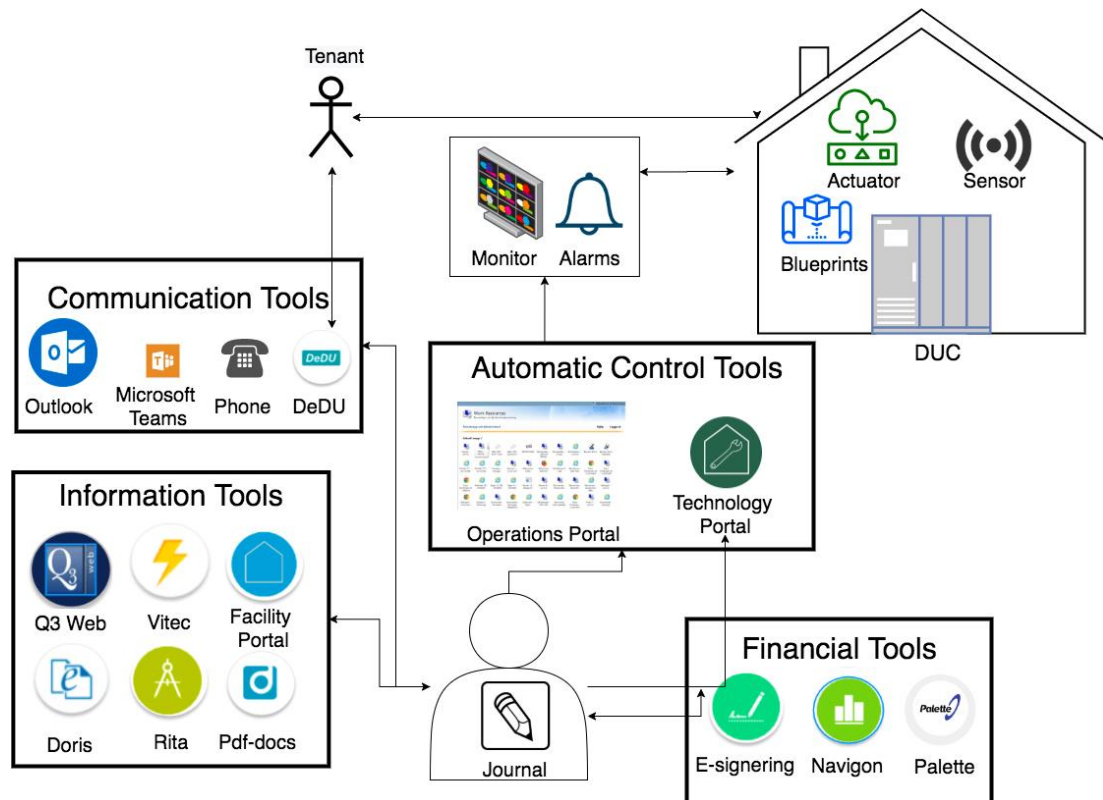 Tenant
Actuator
Sensor
Blueprints
DUC
Monitor
Alarms
Communication Tools
Outlook
Microsoft
Teams
Phone
DeDU
DeDU
Automatic Control Tools
Operations Portal
Technology
Portal
Information Tools
Q3
web
Q3 Web
Vitec
Facility
Portal
Doris
Rita
Pdf-docs
Journal
Financial Tools
Palette
E-signering
Navigon
Palette